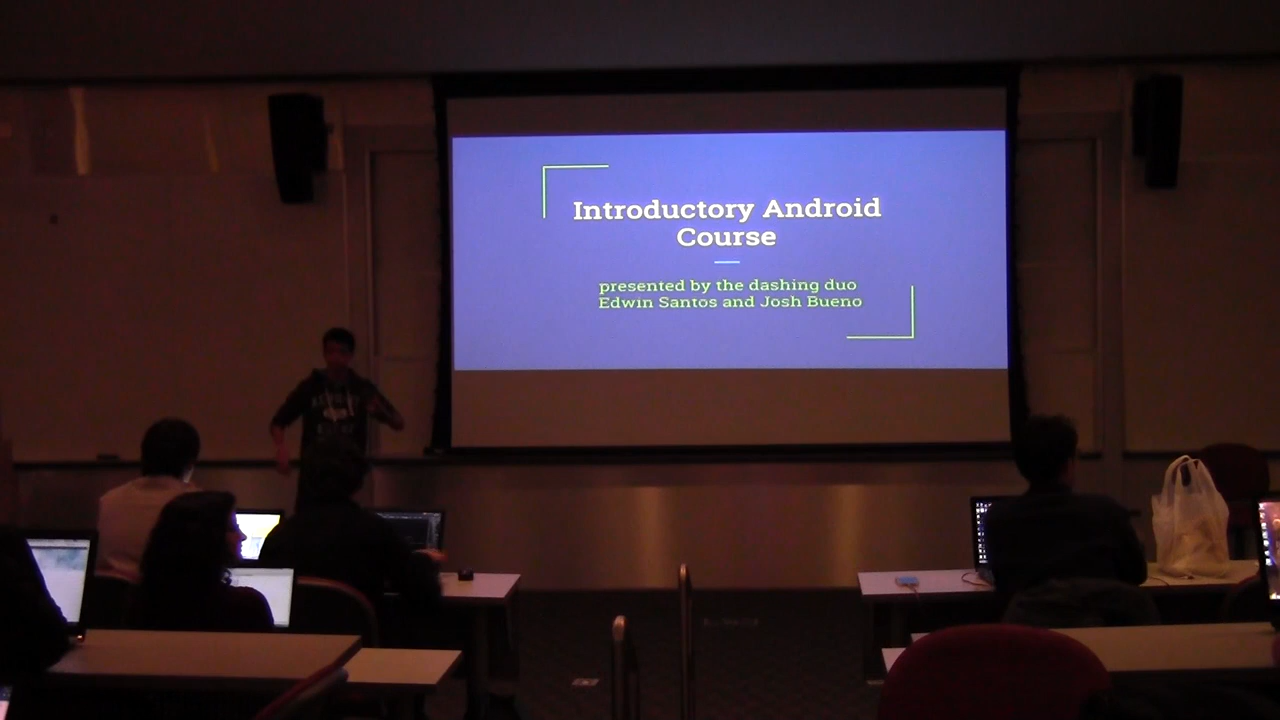 Introductory Android
Course
presented by the dashing duo
Edwin Santos and Josh Bueno